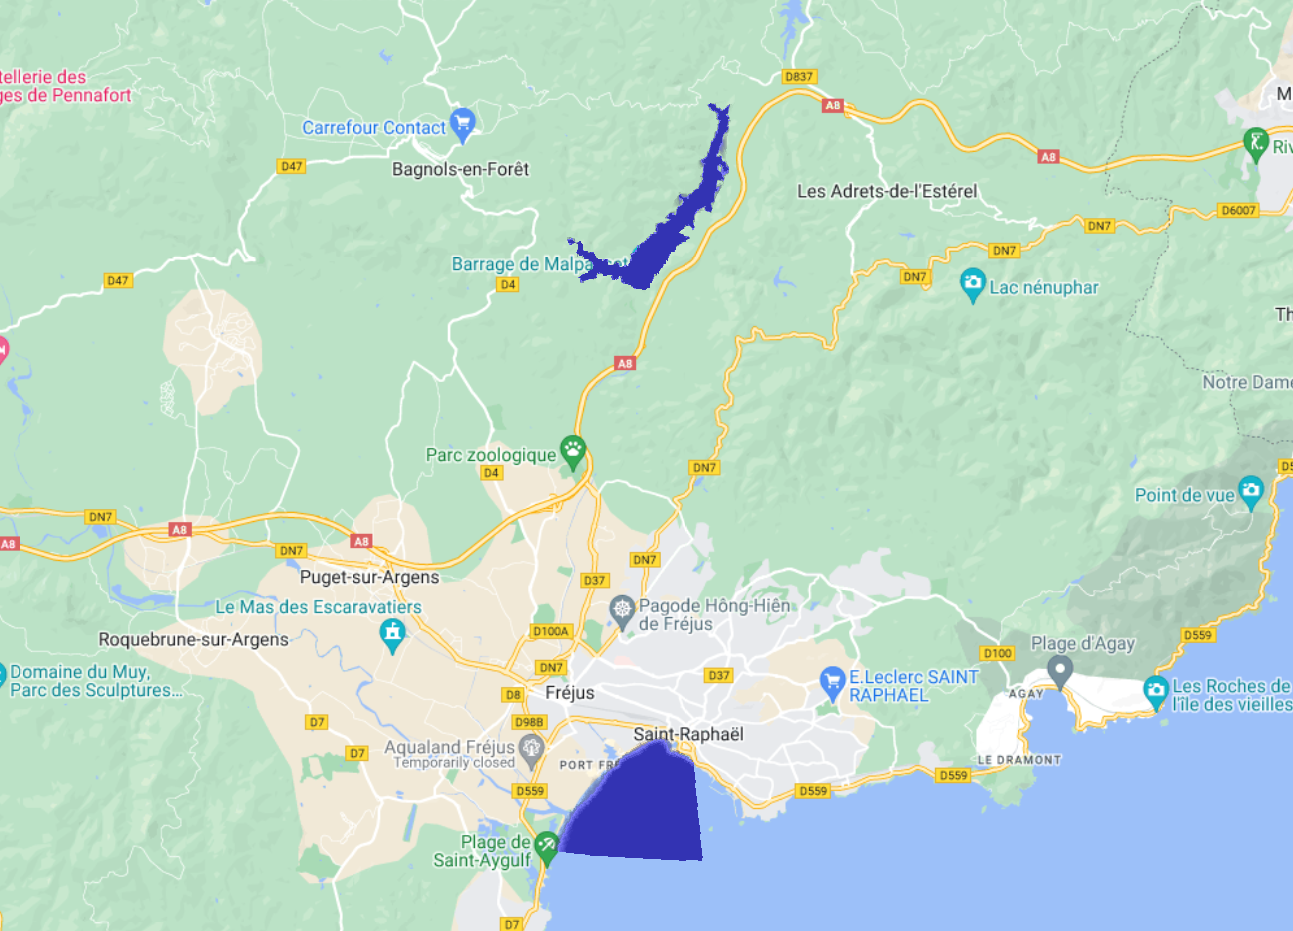 D837
tellerie des
ges de Pennafort
A8
M
Carrefour Contact
Riv
A8
D47
Bagnols-en-Forêt
Les Adrets-de-l'Estérel
D6007
DN7
DN7
Barrage de Malpasset
DN7
D47
D4
Lac nénuphar
Th
A8
Notre Dame
Parc zoologique
D4
DN7
D5
Point de vue
DN7
A8
A8
A8
DN7
DN7
Puget-sur-Argens
D37
Le Mas des Escaravatiers
Pagode Hông-Hiên
de Fréjus
D100A
Roquebrune-sur-Argens
D559
Plage d'Agay
D100
DN7
Domaine du Muy,
Parc des Sculptures...
D37
E.Leclerc SAINT
RAPHAEL
Les Roches de
l'île des vieilles
D8
Fréjus
AGAY
D7
D98B
Saint-Raphaël
Aqualand Fréjus
Temporarily closed
D7
PORT FR
LE DRAMONT
D559
D559
D559
Plage de
Saint-Aygulf
D7